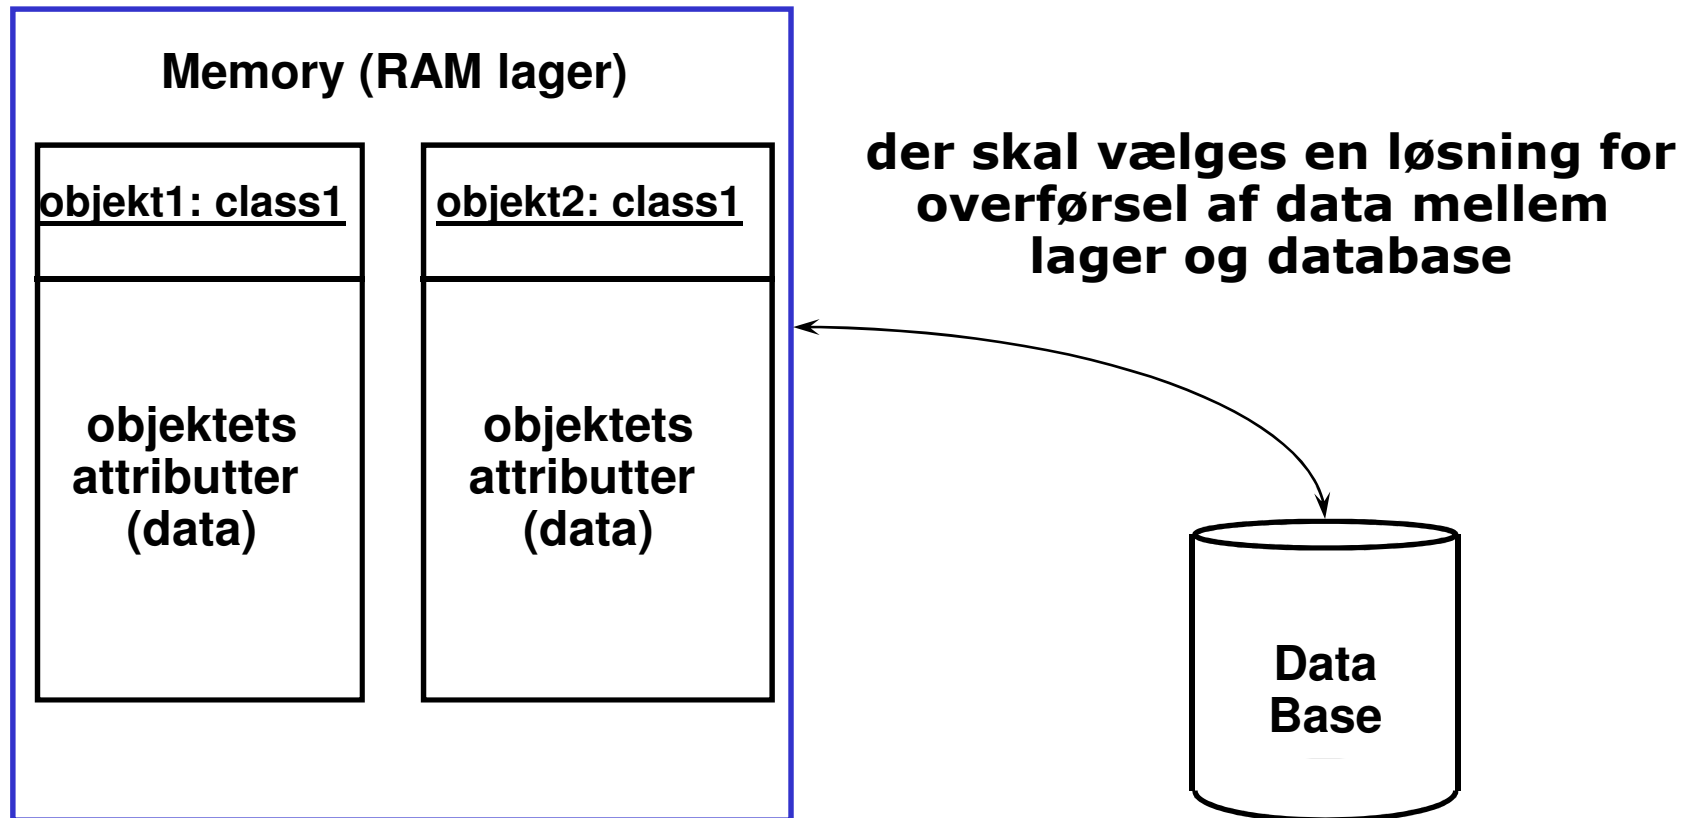 Memory (RAM lager)
objekt1: class1
objektets
attributter
(data)
objekt2: class1
objektets
attributter
(data)
der skal vælges en løsning for
overførsel af data mellem
lager og database
Data
Base